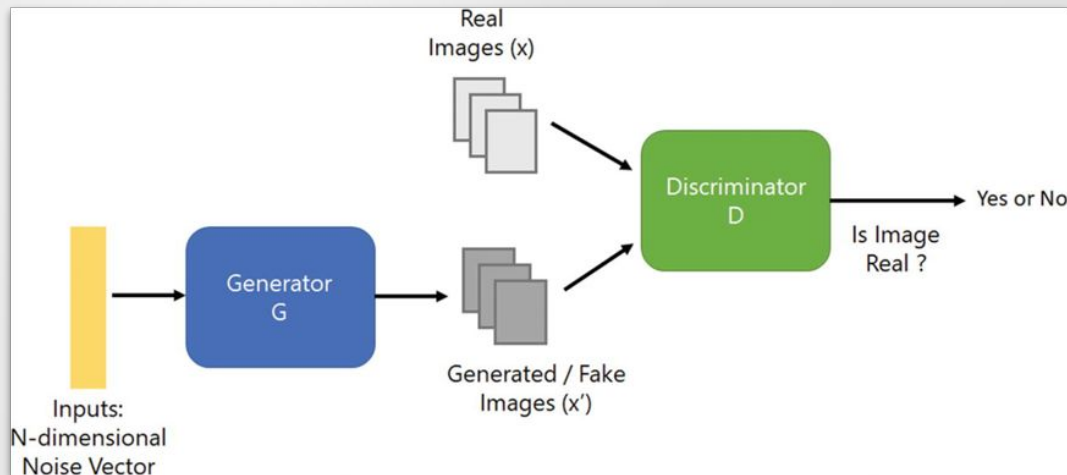 Real
Images (x)
Discriminator
D
Yes or No
Is Image
Real ?
Generator
G
Generated / Fake
Images (x’)
Inputs:
N-dimensional
Noise Vector